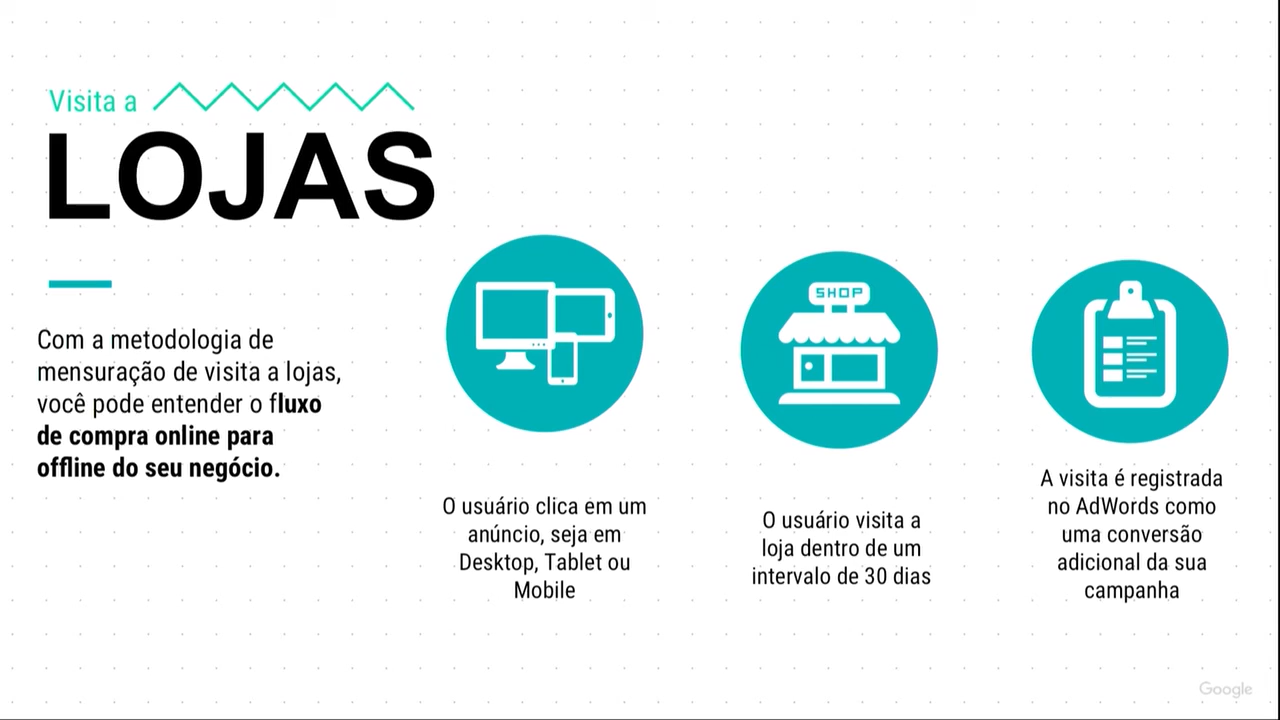 Visita a
LOJAS
Com a metodologia de
mensuração de visita a lojas,
você pode entender o fluxo
de compra online para
offline do seu negócio.
O usuário clica em um
anúncio, seja em
Desktop, Tablet ou
Mobile
SHOP
O usuário visita a
loja dentro de um
intervalo de 30 dias
A visita é registrada
no AdWords como
uma conversão
adicional da sua
campanha
Google